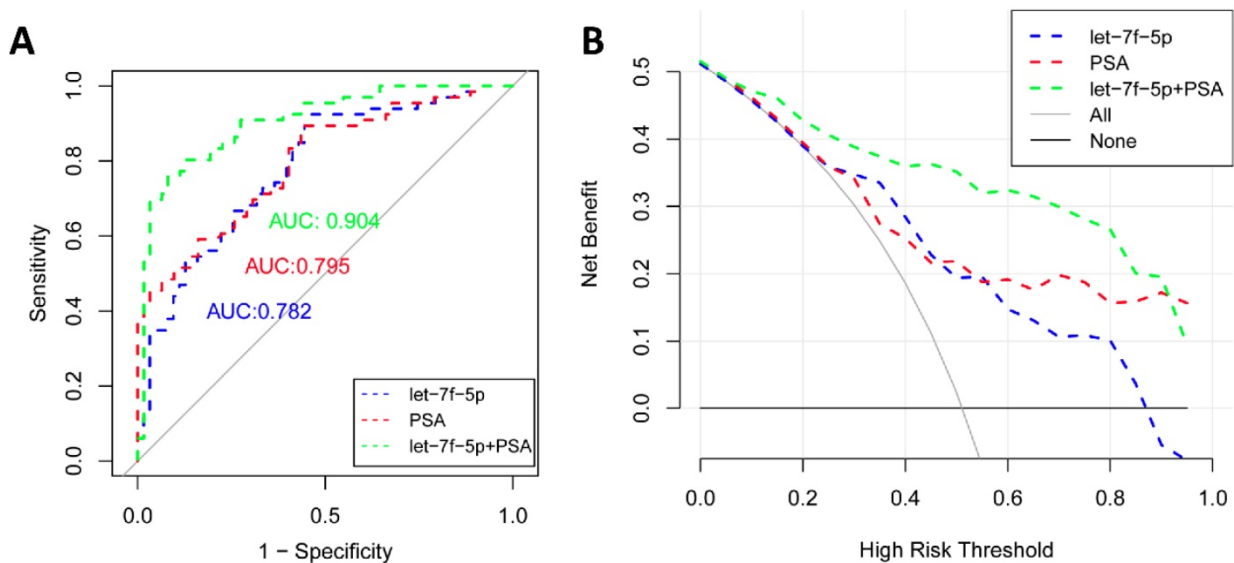 A
Sensitivity
1.0
0.8
0.6
0.4
0.2
0.0
AUC: 0.904
AUC:0.795
AUC:0.782
let-7f-5p
PSA
let-7f-5p+PSA
0.0 0.5 1.0
1 - Specificity
B
Net Benefit
0.5
0.4
0.3
0.2
0.1
0.0
let-7f-5p
PSA
let-7f-5p+PSA
All
None
0.0 0.2 0.4 0.6 0.8 1.0
High Risk Threshold